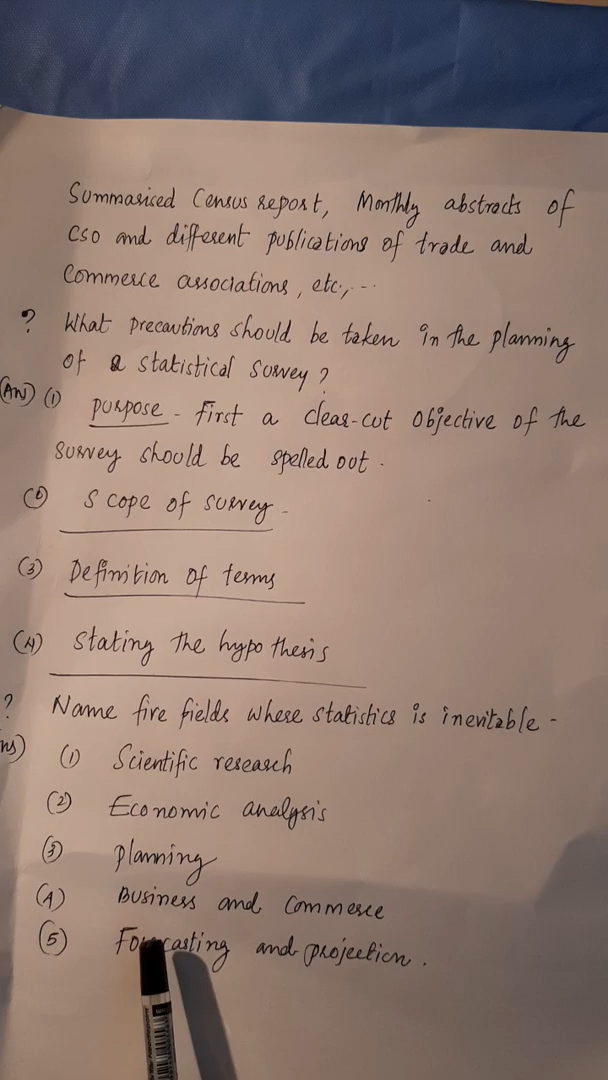 Summarized Census report, Monthly abstracts of
CSO and different publications of trade and
Commerce associations, etc., --
? What precautions should be taken in the planning
of a statistical survey?
(An) (1) purpose - First a clear-cut objective of the
survey should be spelled out.
Scope of survey -
(3) Definition of terms
(4) Stating the hypothesis
? Name five fields where statistics is inevitable -
ns) (1) Scientific research
(2) Economic analysis
(3) planning
(4) Business and Commerce
(5) Forecasting and projection.